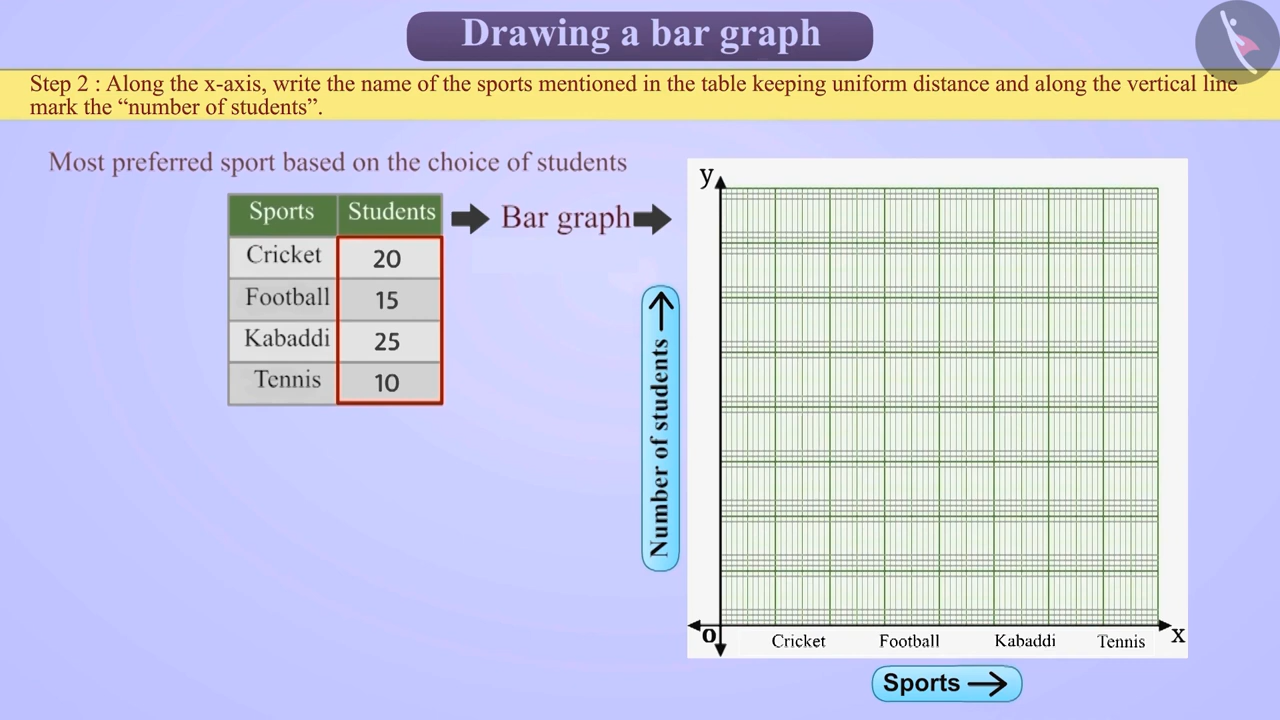 Drawing a bar graph
Step 2 : Along the x-axis, write the name of the sports mentioned in the table keeping uniform distance and along the vertical line
mark the “number of students”.
Most preferred sport based on the choice of students
Sports Students
Cricket 20
Football 15
Kabaddi 25
Tennis 10
Bar graph
y
Number of students
O
x
Cricket Football Kabaddi Tennis
Sports